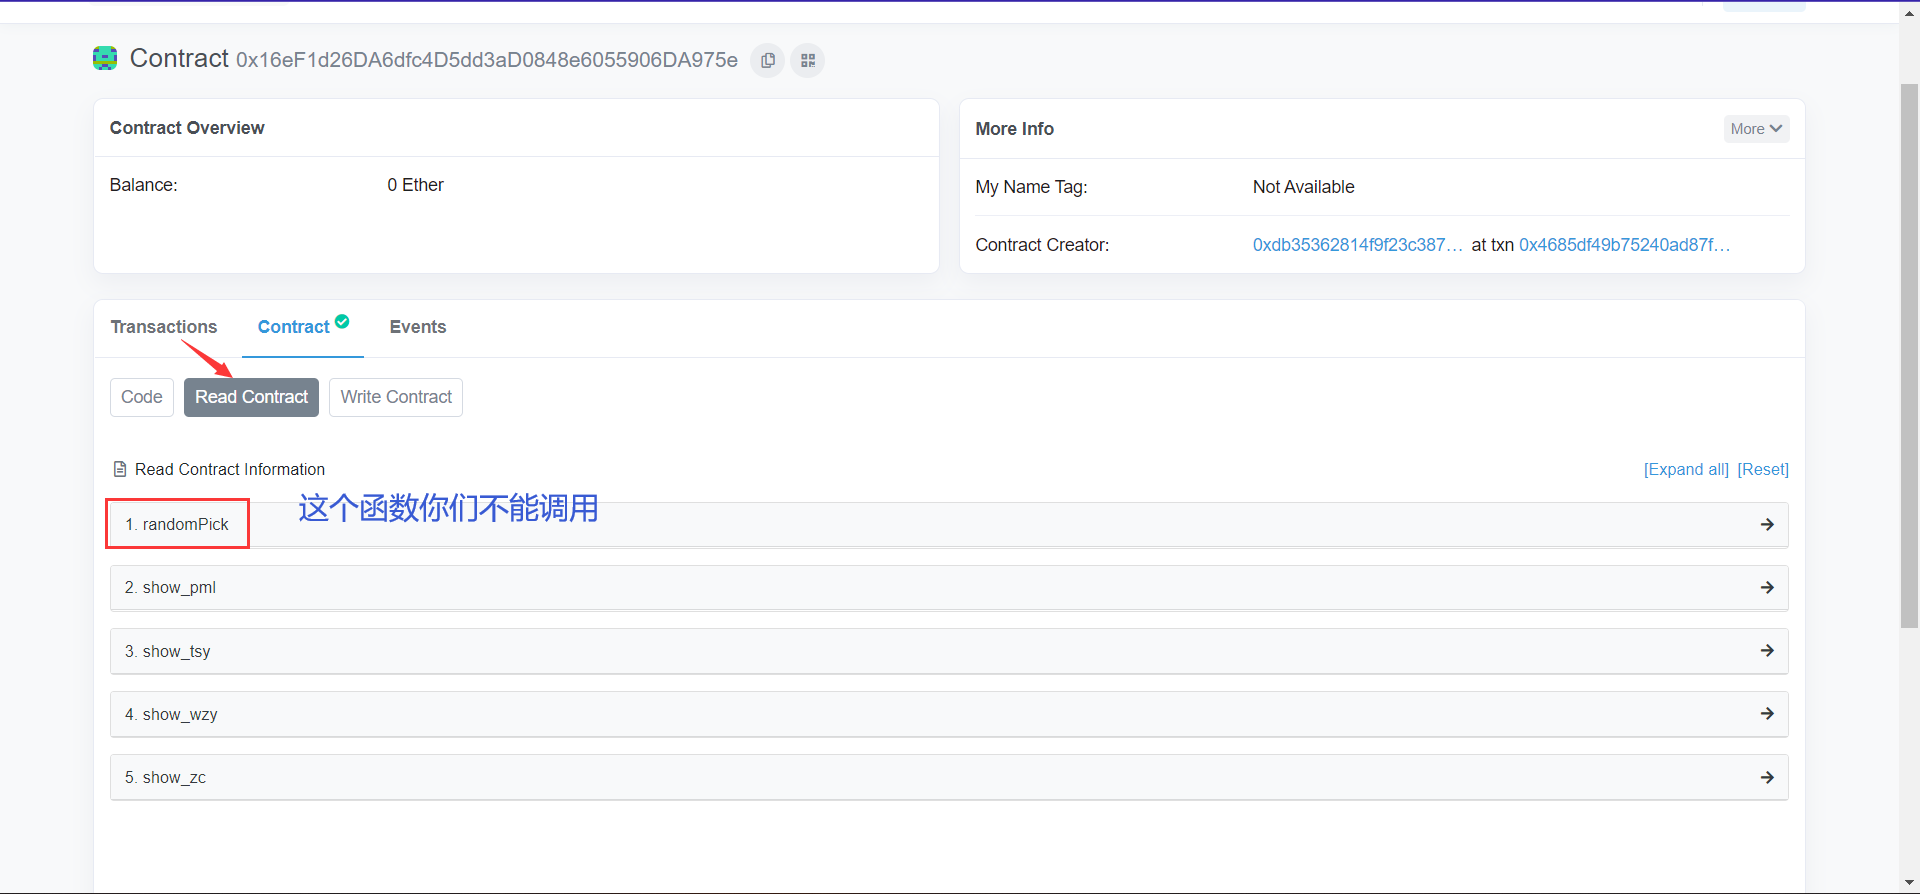 Contract 0x16eF1d26DA6dfc4D5dd3aD0848e6055906DA975e
Contract Overview
Balance: 0 Ether
More Info
More
My Name Tag: Not Available
Contract Creator: 0xdb35362814f9f23c387... at txn 0x4685df49b75240ad87f...
Transactions Contract Events
Code Read Contract Write Contract
Read Contract Information
[Expand all] [Reset]
1. randomPick
这个函数你们不能调用
2. show_pml
3. show_tsy
4. show_wzy
5. show_zc